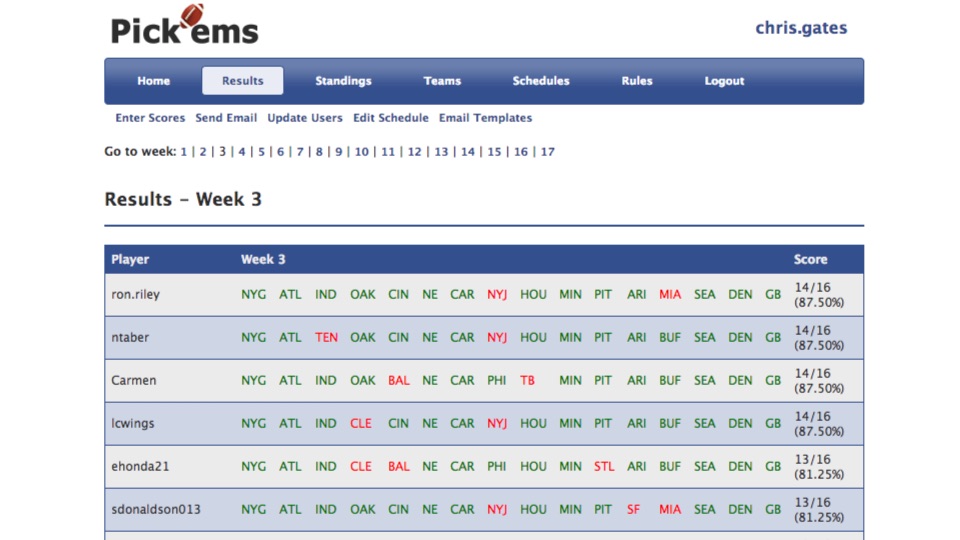 Pick'ems
chris.gates
Home Results Standings Teams Schedules Rules Logout
Enter Scores Send Email Update Users Edit Schedule Email Templates
Go to week: 1 | 2 | 3 | 4 | 5 | 6 | 7 | 8 | 9 | 10 | 11 | 12 | 13 | 14 | 15 | 16 | 17
Results – Week 3
Player Week 3 Score
ron.riley NYG ATL IND OAK CIN NE CAR NYJ HOU MIN PIT ARI MIA SEA DEN GB 14/16
(87.50%)
ntaber NYG ATL TEN OAK CIN NE CAR NYJ HOU MIN PIT ARI BUF SEA DEN GB 14/16
(87.50%)
Carmen NYG ATL IND OAK BAL NE CAR PHI TB MIN PIT ARI BUF SEA DEN GB 14/16
(87.50%)
lcwings NYG ATL IND CLE CIN NE CAR NYJ HOU MIN PIT ARI BUF SEA DEN GB 14/16
(87.50%)
ehonda21 NYG ATL IND CLE BAL NE CAR PHI HOU MIN STL ARI BUF SEA DEN GB 13/16
(81.25%)
sdonaldson013 NYG ATL IND OAK CIN NE CAR NYJ HOU MIN PIT SF MIA SEA DEN GB 13/16
(81.25%)